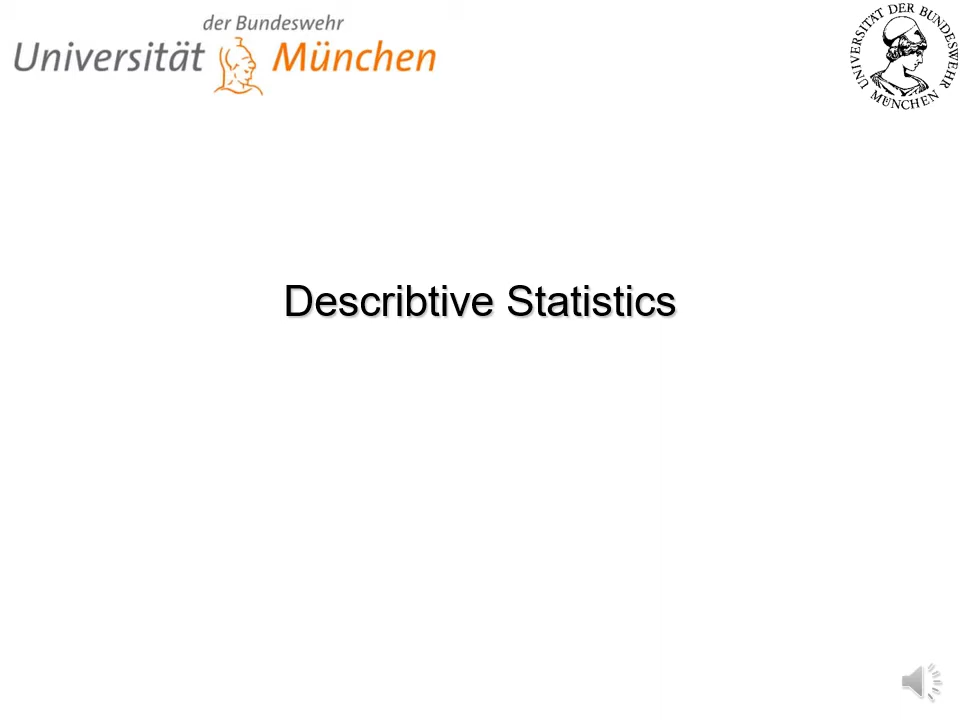 der Bundeswehr
Universität München
UNIVERSITÄT DER BUNDESWEHR
MÜNCHEN
Describtive Statistics